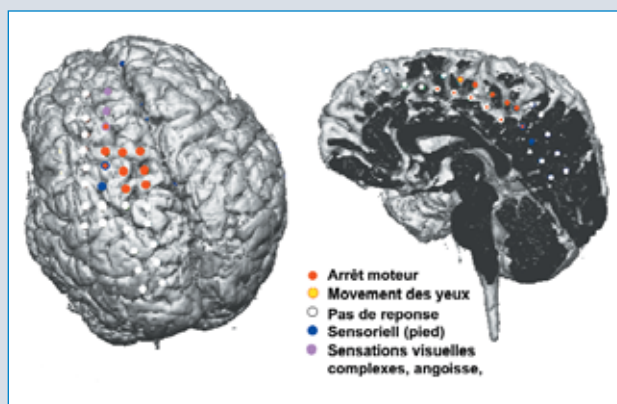 Arrêt moteur
Movement des yeux
Pas de reponse
Sensoriell (pied)
Sensations visuelles
complexes, angoisse,